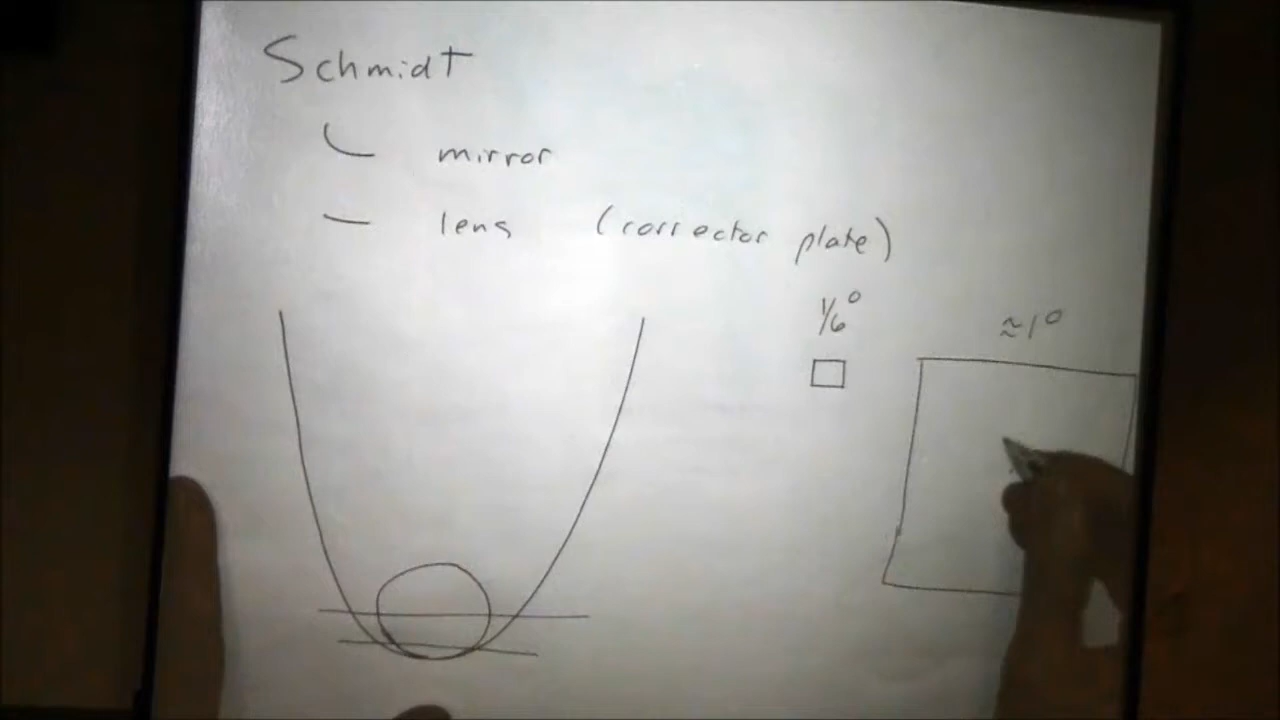 Schmidt
mirror
lens (corrector plate)
1/6°
≈1°